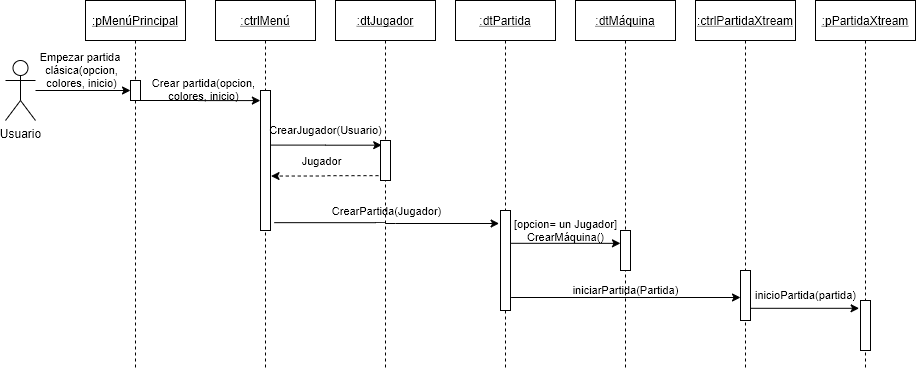 :pMenúPrincipal
:ctrlMenú
:dtJugador
:dtPartida
:dtMáquina
:ctrlPartidaXtream
:pPartidaXtream
Empezar partida
clásica(opcion,
colores, inicio)
Usuario
Crear partida(opcion,
colores, inicio)
CrearJugador(Usuario)
Jugador
CrearPartida(Jugador)
[opcion= un Jugador]
CrearMáquina()
iniciarPartida(Partida)
inicioPartida(partida)